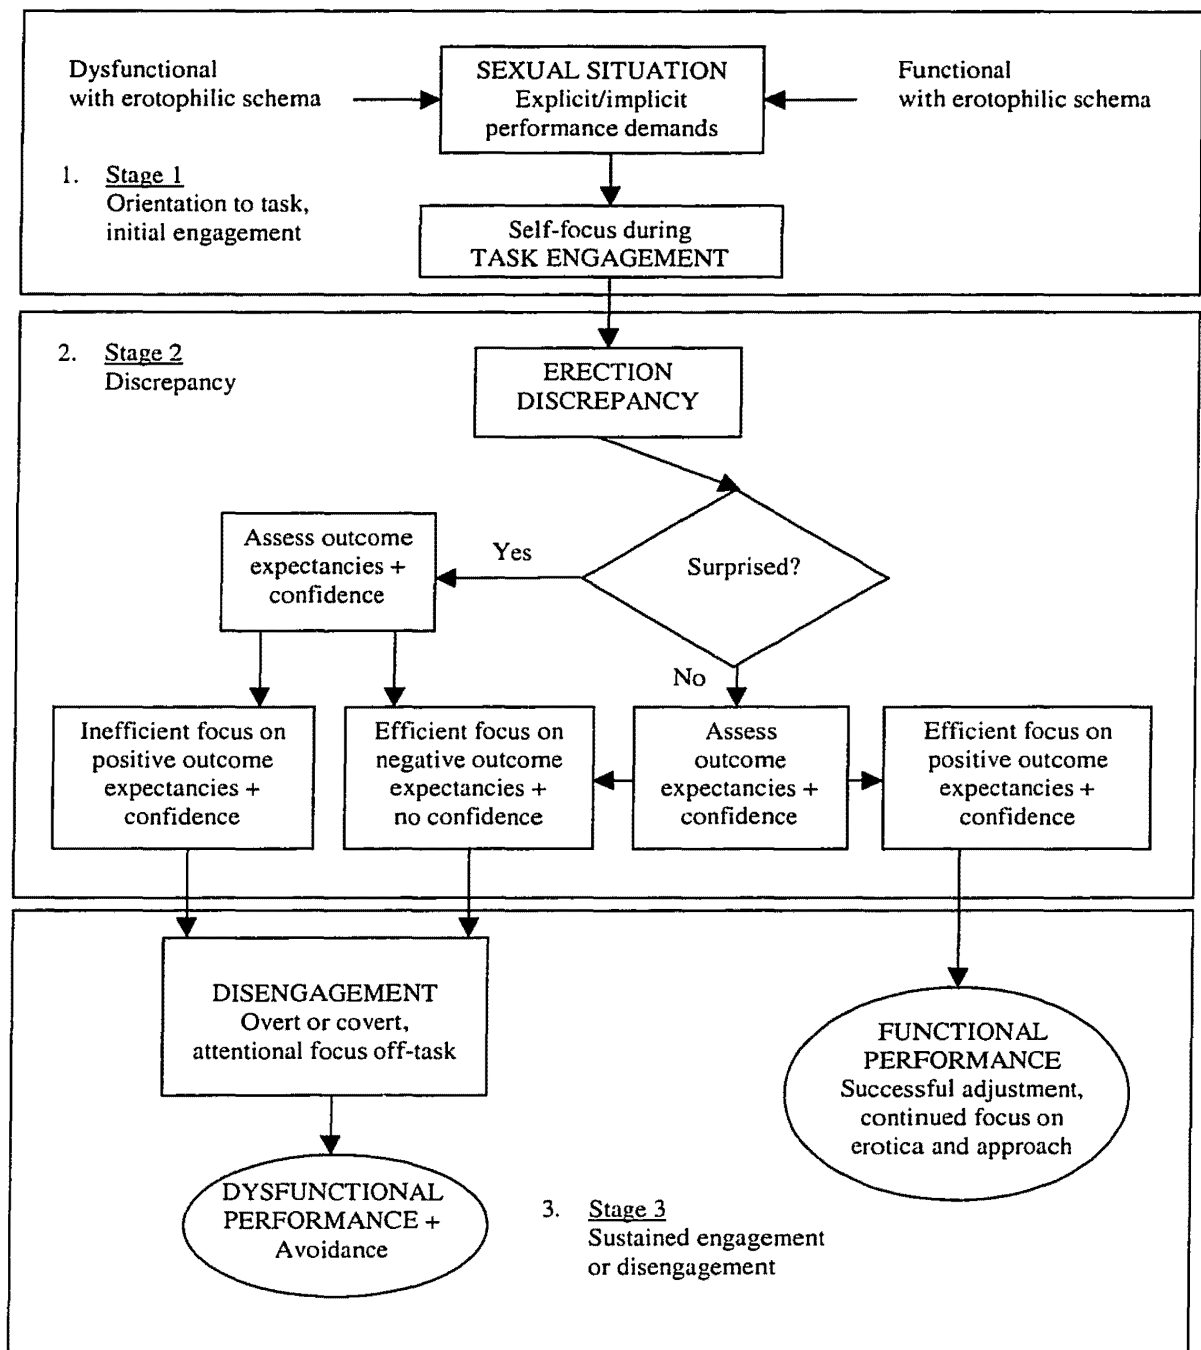 Dysfunctional
with erotophilic schema
SEXUAL SITUATION
Explicit/implicit
performance demands
Functional
with erotophilic schema
1. Stage 1
Orientation to task,
initial engagement
Self-focus during
TASK ENGAGEMENT
2. Stage 2
Discrepancy
ERECTION
DISCREPANCY
Surprised?
Yes
Assess outcome
expectancies +
confidence
No
Inefficient focus on
positive outcome
expectancies +
confidence
Efficient focus on
negative outcome
expectancies +
no confidence
Assess
outcome
expectancies +
confidence
Efficient focus on
positive outcome
expectancies +
confidence
DISENGAGEMENT
Overt or covert,
attentional focus off-task
FUNCTIONAL
PERFORMANCE
Successful adjustment,
continued focus on
erotica and approach
DYSFUNCTIONAL
PERFORMANCE +
Avoidance
3. Stage 3
Sustained engagement
or disengagement